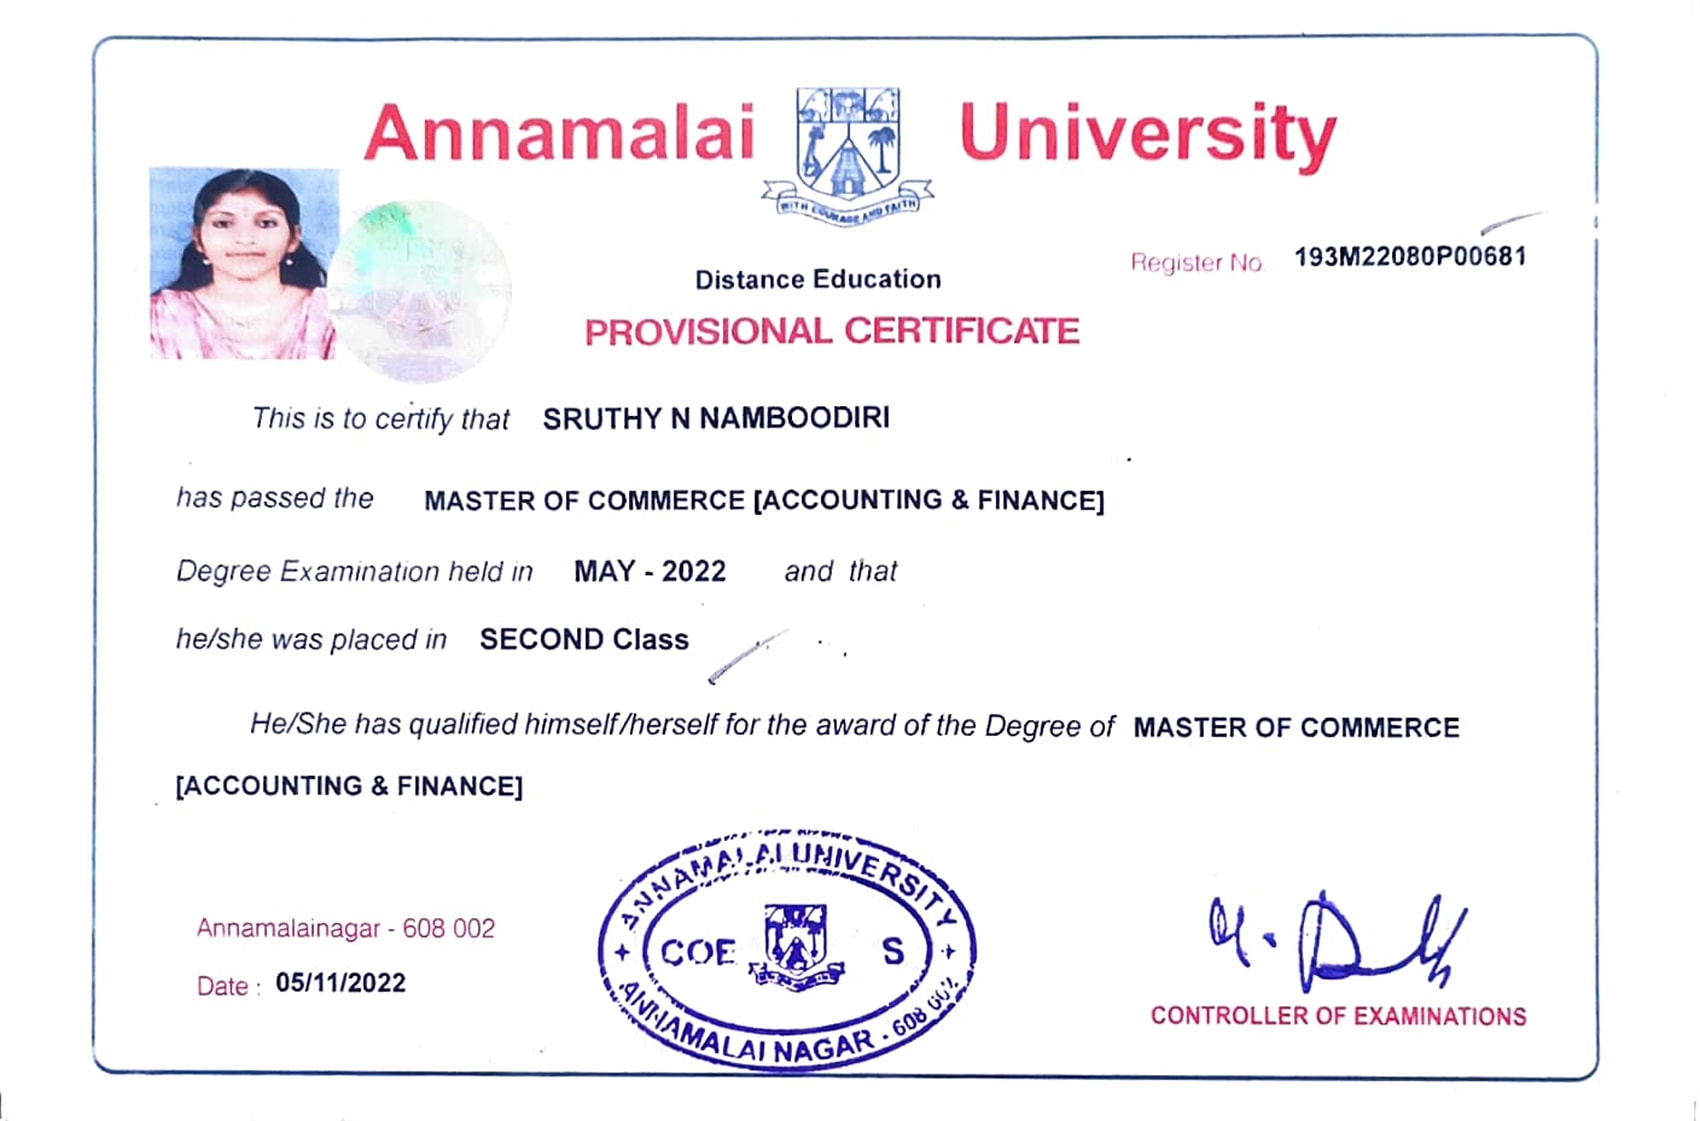 Annamalai University
WITH COURAGE AND FAITH
Register No. 193M22080P00681
Distance Education
PROVISIONAL CERTIFICATE
This is to certify that SRUTHY N NAMBOODIRI
has passed the MASTER OF COMMERCE [ACCOUNTING & FINANCE]
Degree Examination held in MAY - 2022 and that
he/she was placed in SECOND Class
He/She has qualified himself/herself for the award of the Degree of MASTER OF COMMERCE
[ACCOUNTING & FINANCE]
ANNAMALAI UNIVERSITY
COE S
ANNAMALAI NAGAR - 608 002
Annamalainagar - 608 002
Date : 05/11/2022
CONTROLLER OF EXAMINATIONS